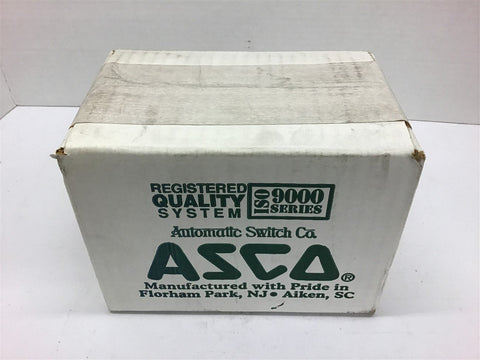 REGISTERED
QUALITY
SYSTEM
ISO 9000
SERIES
Automatic Switch Co.
ASCO®
Manufactured with Pride in
Florham Park, NJ • Aiken, SC